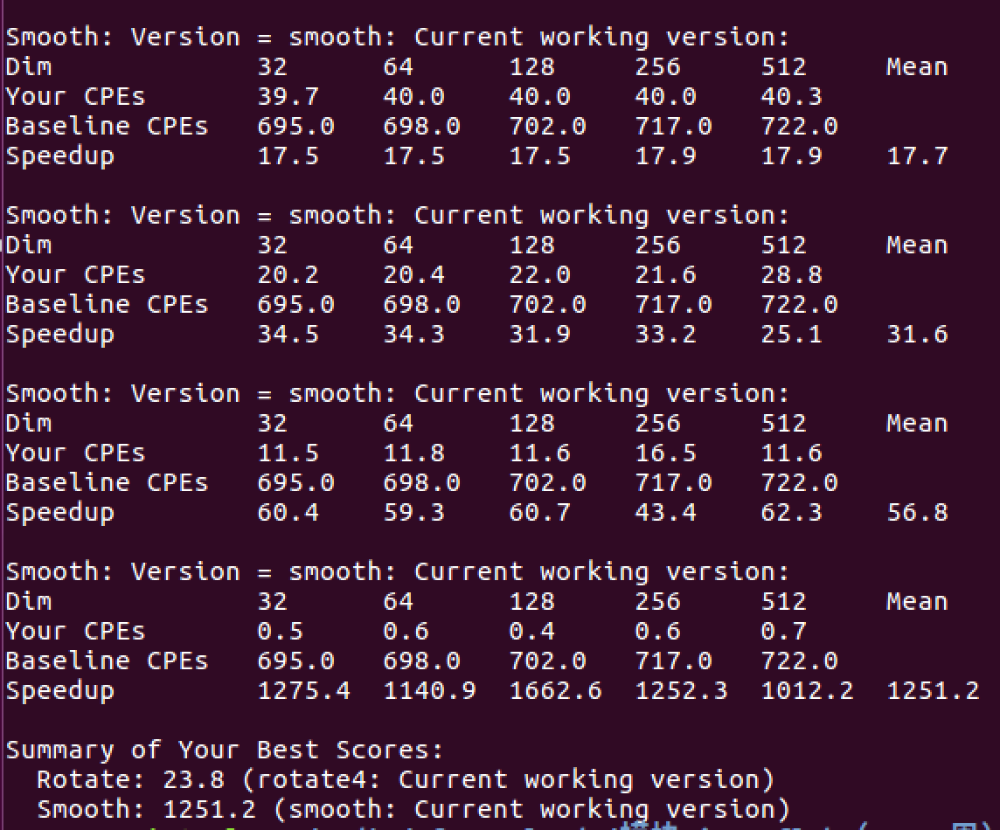 Smooth: Version = smooth: Current working version:
Dim 32 64 128 256 512 Mean
Your CPEs 39.7 40.0 40.0 40.0 40.3
Baseline CPEs 695.0 698.0 702.0 717.0 722.0
Speedup 17.5 17.5 17.5 17.9 17.9 17.7
Smooth: Version = smooth: Current working version:
Dim 32 64 128 256 512 Mean
Your CPEs 20.2 20.4 22.0 21.6 28.8
Baseline CPEs 695.0 698.0 702.0 717.0 722.0
Speedup 34.5 34.3 31.9 33.2 25.1 31.6
Smooth: Version = smooth: Current working version:
Dim 32 64 128 256 512 Mean
Your CPEs 11.5 11.8 11.6 16.5 11.6
Baseline CPEs 695.0 698.0 702.0 717.0 722.0
Speedup 60.4 59.3 60.7 43.4 62.3 56.8
Smooth: Version = smooth: Current working version:
Dim 32 64 128 256 512 Mean
Your CPEs 0.5 0.6 0.4 0.6 0.7
Baseline CPEs 695.0 698.0 702.0 717.0 722.0
Speedup 1275.4 1140.9 1662.6 1252.3 1012.2 1251.2
Summary of Your Best Scores:
Rotate: 23.8 (rotate4: Current working version)
Smooth: 1251.2 (smooth: Current working version)